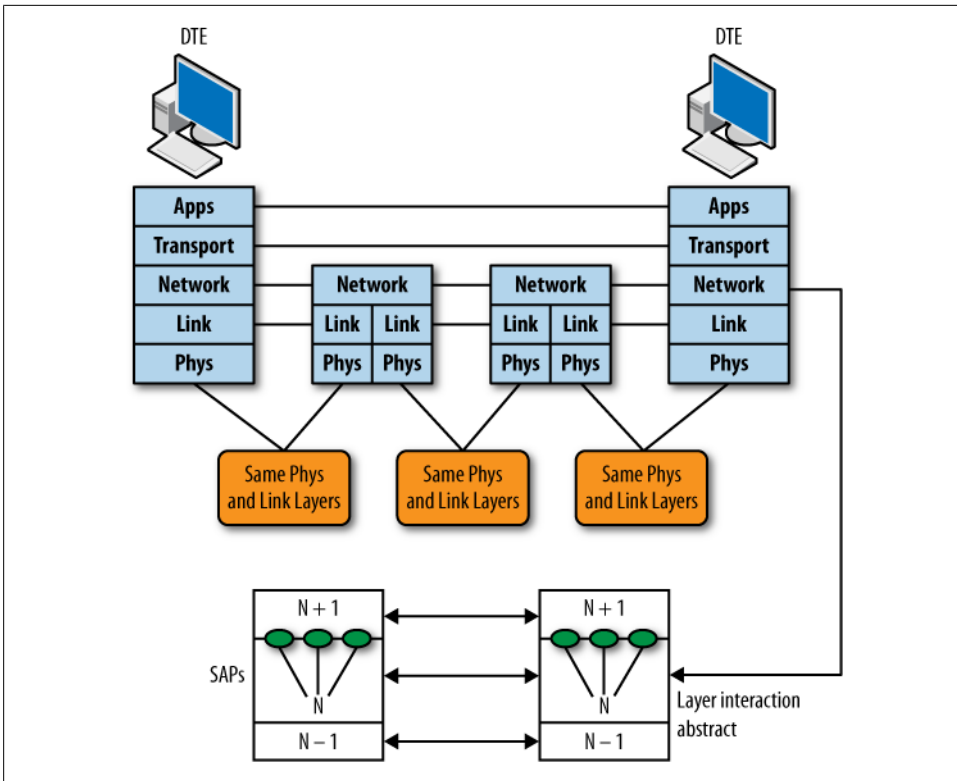 DTE
DTE
Apps
Apps
Transport
Transport
Network
Network
Network
Network
Link
Link
Link
Link
Link
Link
Phys
Phys
Phys
Phys
Phys
Phys
Same Phys
and Link Layers
Same Phys
and Link Layers
Same Phys
and Link Layers
N + 1
N + 1
SAPs
N
N
Layer interaction
abstract
N – 1
N – 1